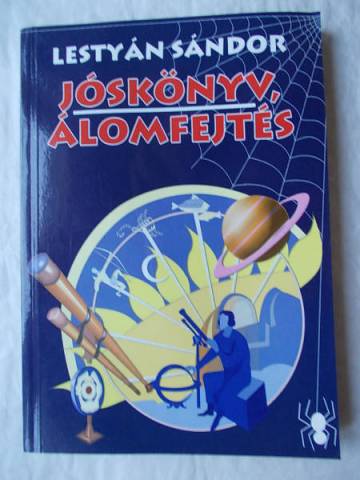 LESTYÁN SÁNDOR
JÓSKÖNYV,
ÁLOMFEJTÉS